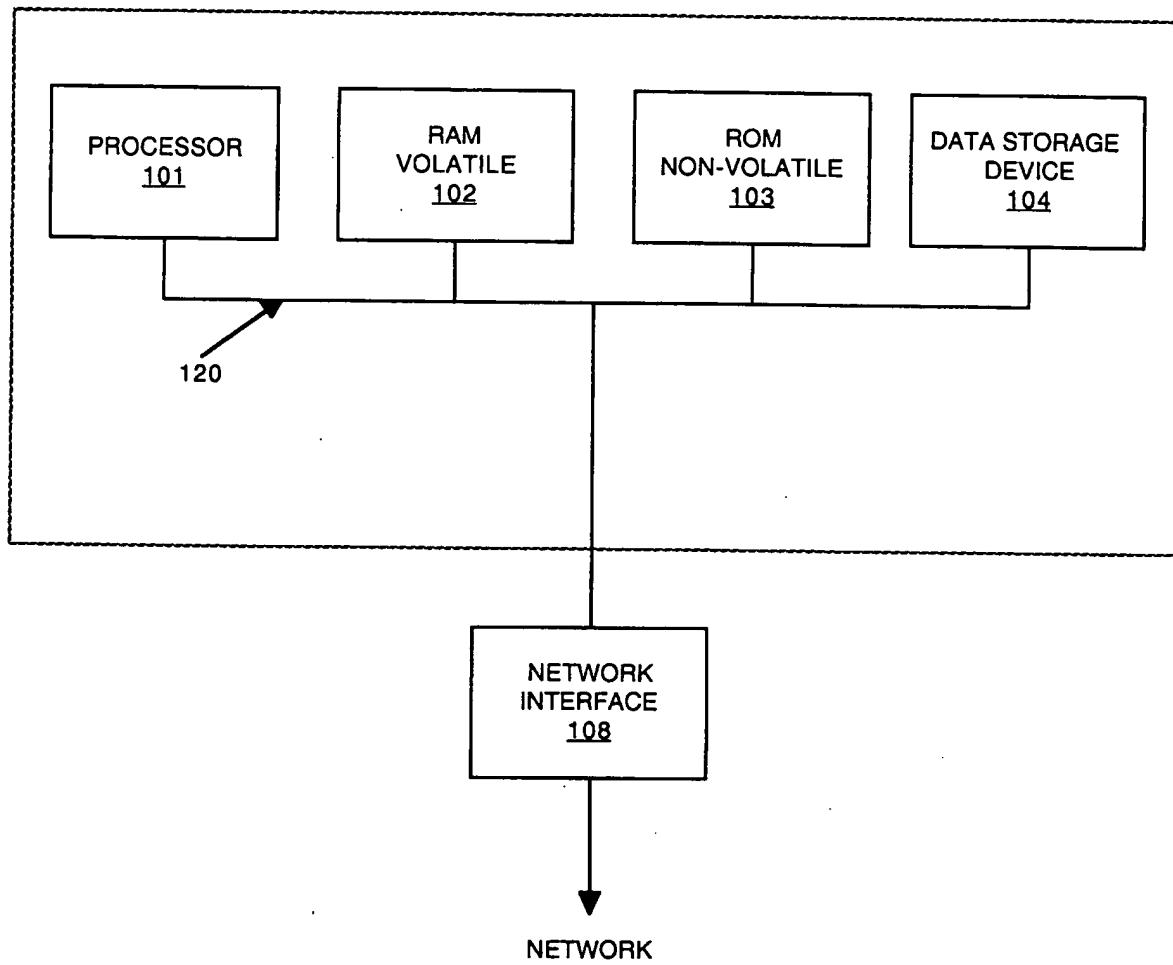 PROCESSOR
101
RAM
VOLATILE
102
ROM
NON-VOLATILE
103
DATA STORAGE
DEVICE
104
120
NETWORK
INTERFACE
108
NETWORK